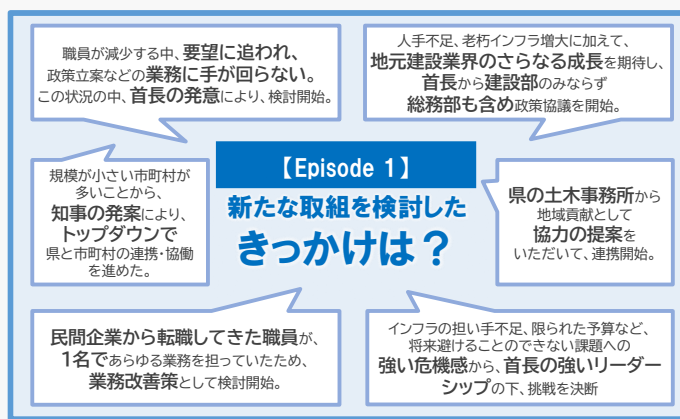 職員が減少する中、要望に追われ、
政策立案などの業務に手が回らない。
この状況の中、首長の発意により、検討開始。
人手不足、老朽インフラ増大に加えて、
地元建設業界のさらなる成長を期待し、
首長から建設部のみならず
総務部も含め政策協議を開始。
【Episode 1】
新たな取組を検討した
きっかけは？
規模が小さい市町村が
多いことから、
知事の発案により、
トップダウンで
県と市町村の連携・協働
を進めた。
県の土木事務所から
地域貢献として
協力の提案を
いただいて、連携開始。
民間企業から転職してきた職員が、
1名であらゆる業務を担っていたため、
業務改善策として検討開始。
インフラの担い手不足、限られた予算など、
将来避けることのできない課題への
強い危機感から、首長の強いリーダー
シップの下、挑戦を決断